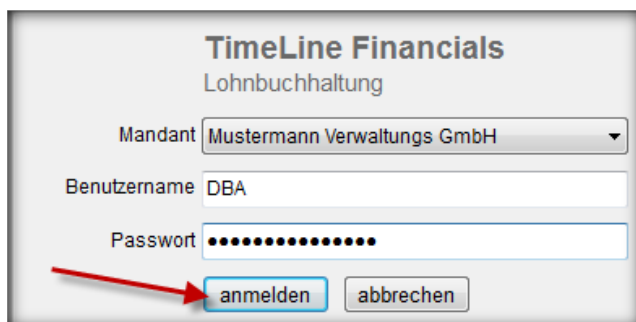 TimeLine Financials
Lohnbuchhaltung
Mandant Mustermann Verwaltungs GmbH
Benutzername DBA
Passwort •••••••••••••••
anmelden abbrechen